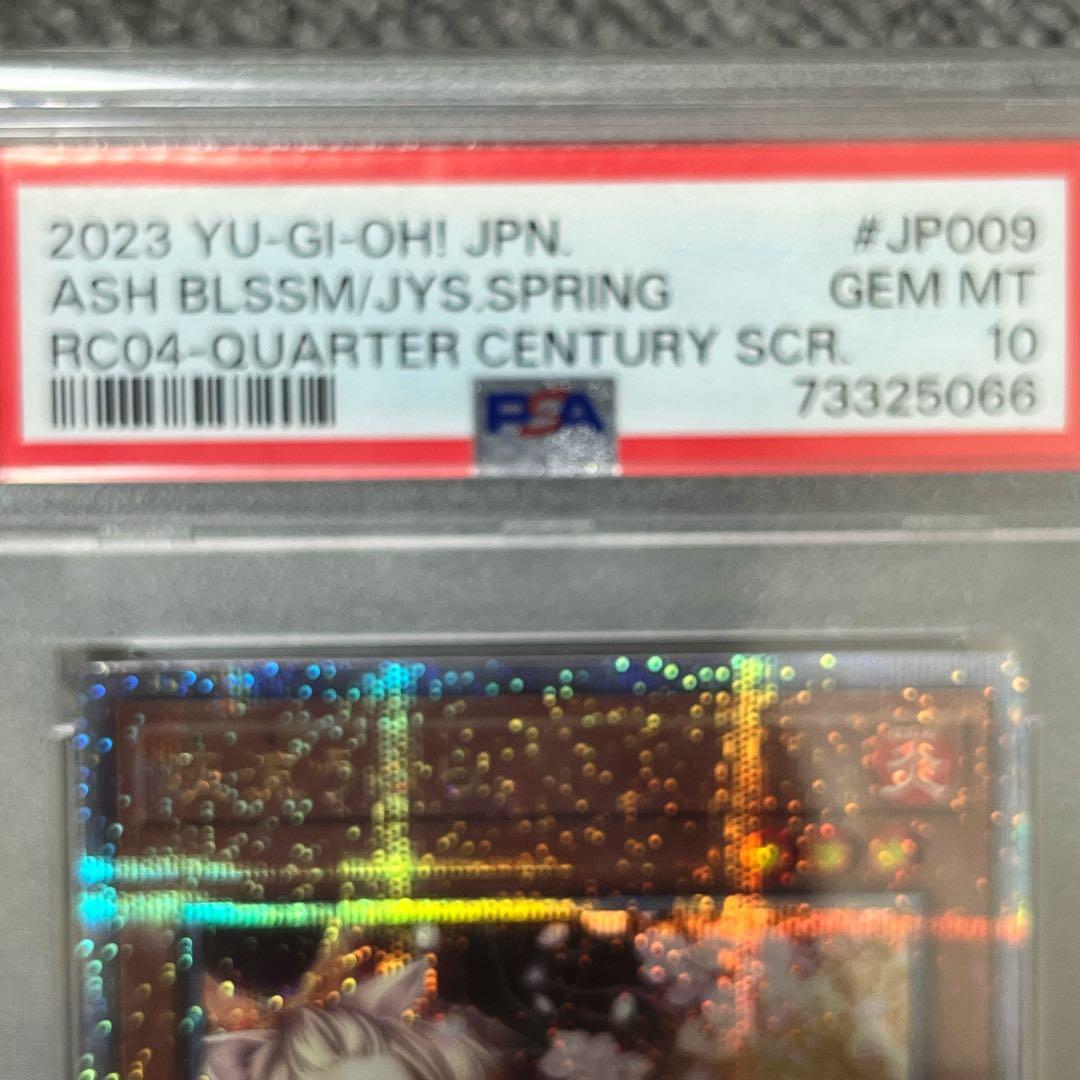 2023 YU-GI-OH! JPN. #JP009
ASH BLSSM/JYS.SPRING GEM MT
RC04-QUARTER CENTURY SCR. 10
73325066
PSA
炎